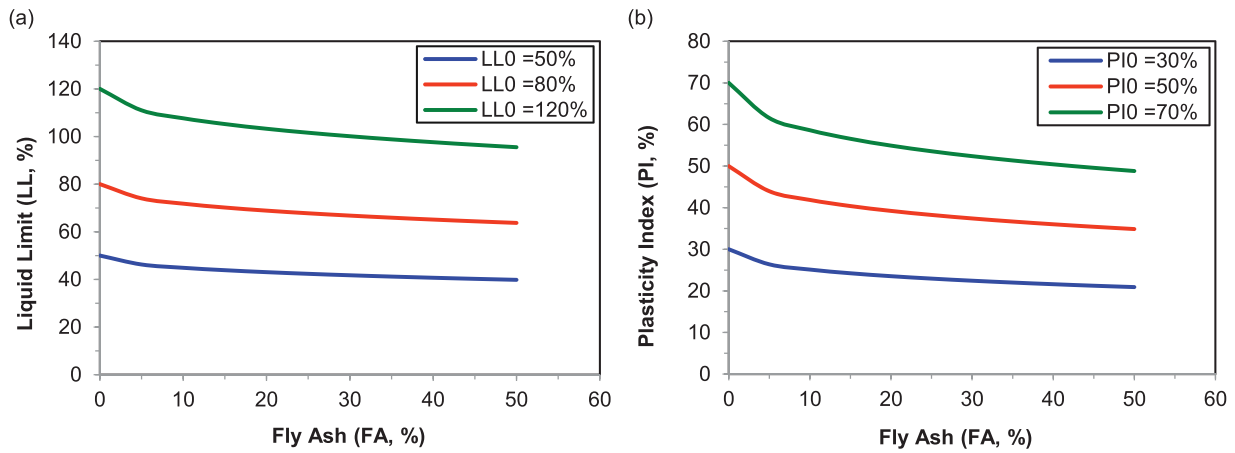 (a)
140
120
100
80
60
40
20
0
0 10 20 30 40 50 60
Liquid Limit (LL, %)
Fly Ash (FA, %)
LL0 =50%
LL0 =80%
LL0 =120%
(b)
80
70
60
50
40
30
20
10
0
0 10 20 30 40 50 60
Plasticity Index (PI, %)
Fly Ash (FA, %)
PI0 =30%
PI0 =50%
PI0 =70%